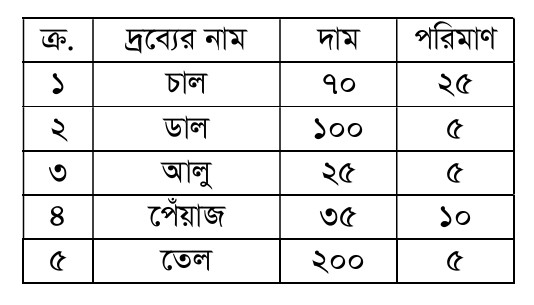 ক্র. দ্রব্যের নাম দাম পরিমাণ
১ চাল ৭০ ২৫
২ ডাল ১০০ ৫
৩ আলু ২৫ ৫
৪ পেঁয়াজ ৩৫ ১০
৫ তেল ২০০ ৫